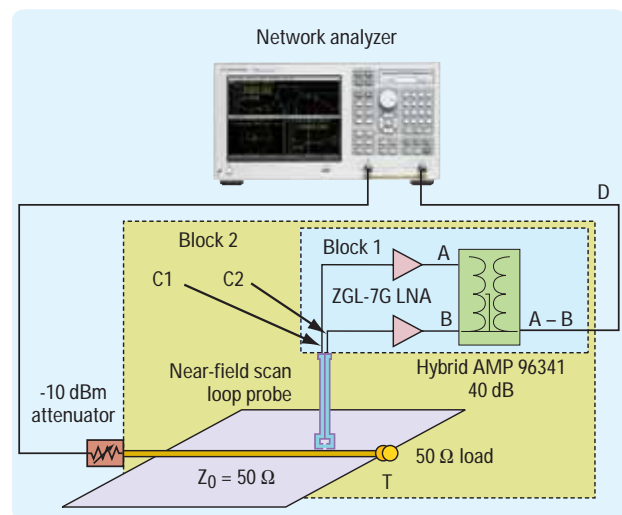 Network analyzer
D
Block 2
Block 1
A
C1
C2
ZGL-7G LNA
B
A – B
Near-field scan
loop probe
Hybrid AMP 96341
40 dB
-10 dBm
attenuator
50 Ω load
Z0 = 50 Ω
T